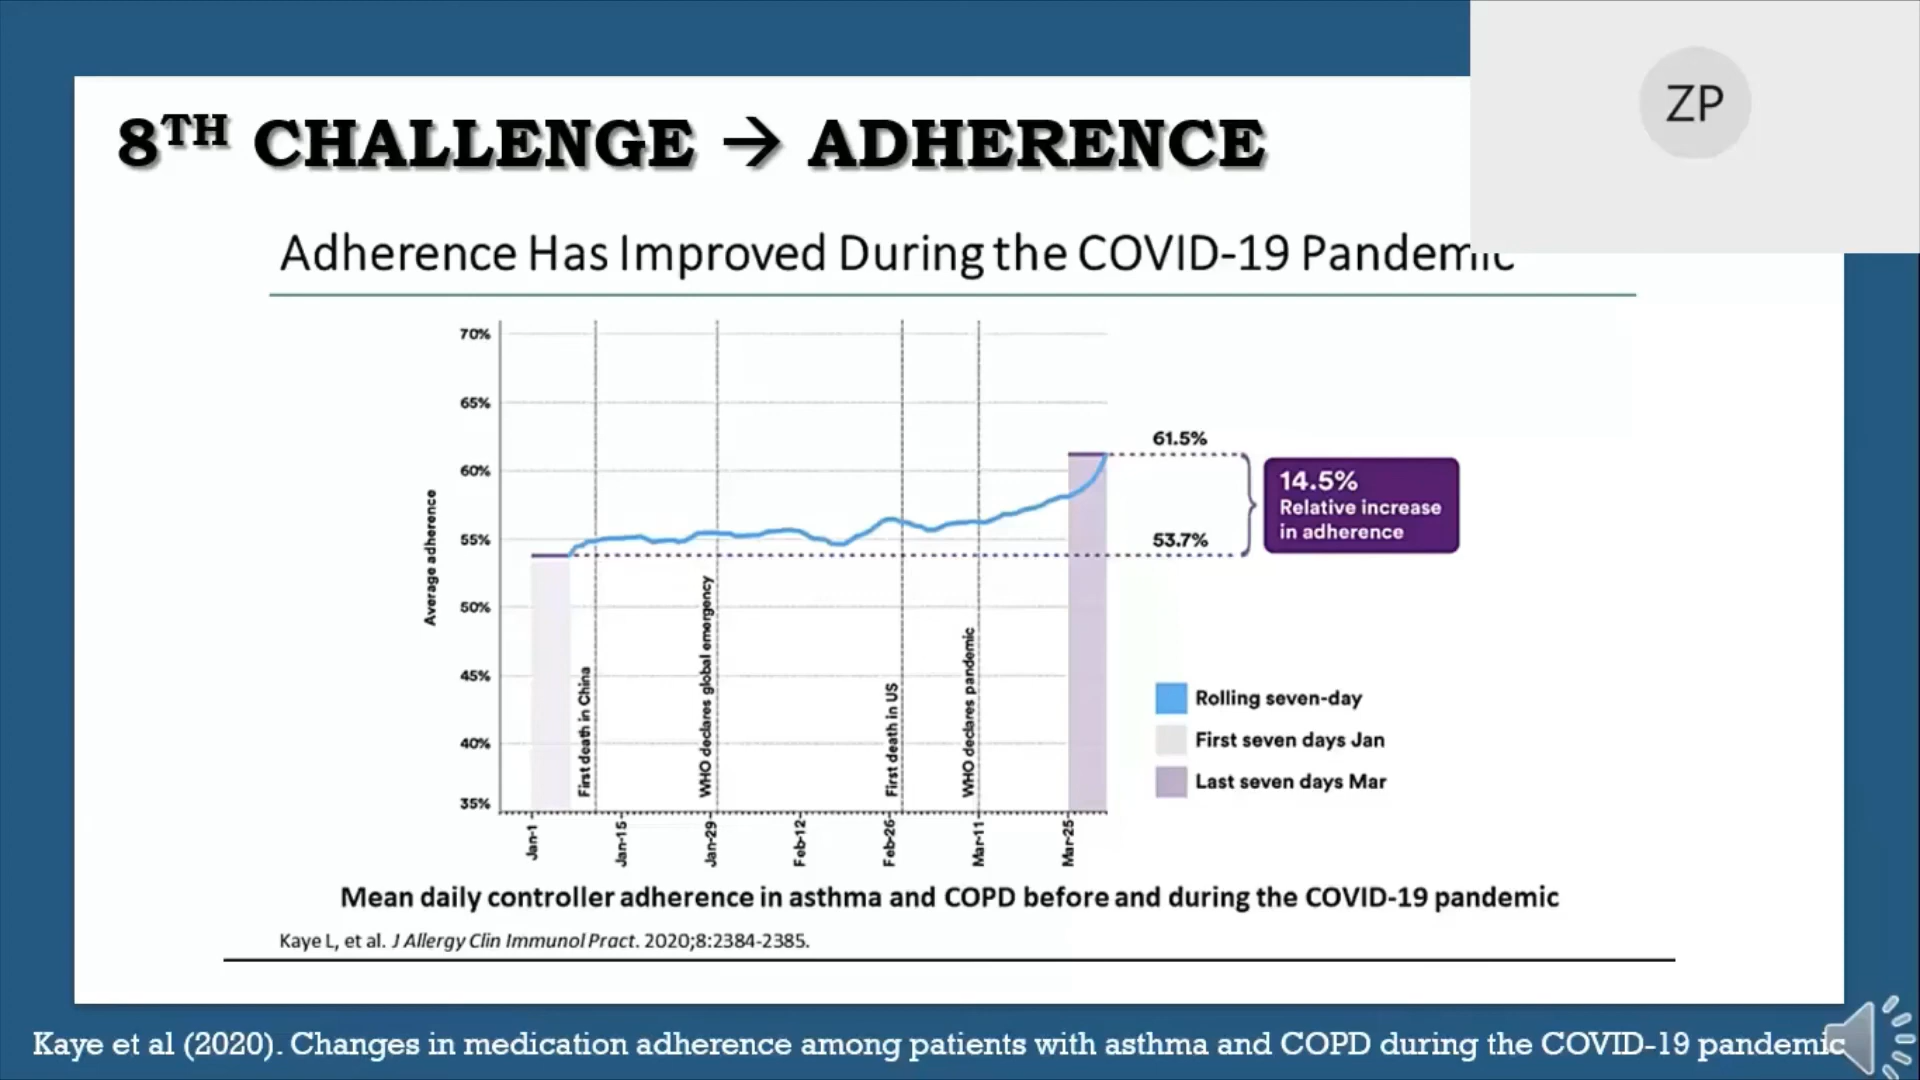 ZP
8TH CHALLENGE → ADHERENCE
Adherence Has Improved During the COVID-19 Pandemic
70%
65%
60%
55%
50%
45%
40%
35%
Average adherence
First death in China
WHO declares global emergency
First death in US
WHO declares pandemic
Jan-1
Jan-15
Jan-29
Feb-12
Feb-26
Mar-11
Mar-25
61.5%
53.7%
14.5%
Relative increase
in adherence
Rolling seven-day
First seven days Jan
Last seven days Mar
Mean daily controller adherence in asthma and COPD before and during the COVID-19 pandemic
Kaye L, et al. J Allergy Clin Immunol Pract. 2020;8:2384-2385.
Kaye et al (2020). Changes in medication adherence among patients with asthma and COPD during the COVID-19 pandemic